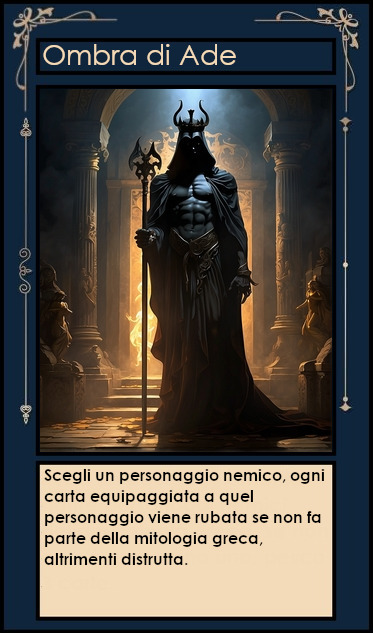 Ombra di Ade
Scegli un personaggio nemico, ogni
carta equipaggiata a quel
personaggio viene rubata se non fa
parte della mitologia greca,
altrimenti distrutta.